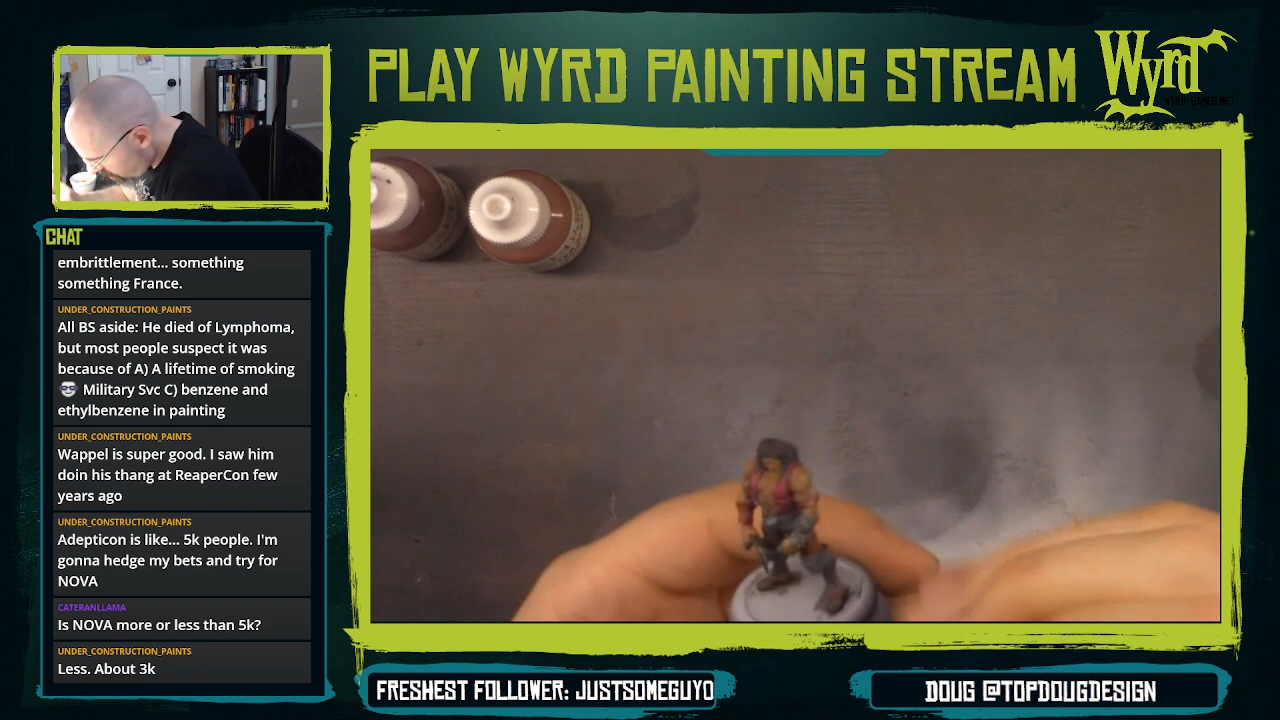 PLAY WYRD PAINTING STREAM
Wyrd
WYRD-GAMES.NET
CHAT
embrittlement... something
something France.
UNDER_CONSTRUCTION_PAINTS
All BS aside: He died of Lymphoma,
but most people suspect it was
because of A) A lifetime of smoking
😎 Military Svc C) benzene and
ethylbenzene in painting
UNDER_CONSTRUCTION_PAINTS
Wappel is super good. I saw him
doin his thang at ReaperCon few
years ago
UNDER_CONSTRUCTION_PAINTS
Adepticon is like... 5k people. I'm
gonna hedge my bets and try for
NOVA
CATERANLLAMA
Is NOVA more or less than 5k?
UNDER_CONSTRUCTION_PAINTS
Less. About 3k
FRESHEST FOLLOWER: JUSTSOMEGUYO
DOUG @TOPDOUGDESIGN